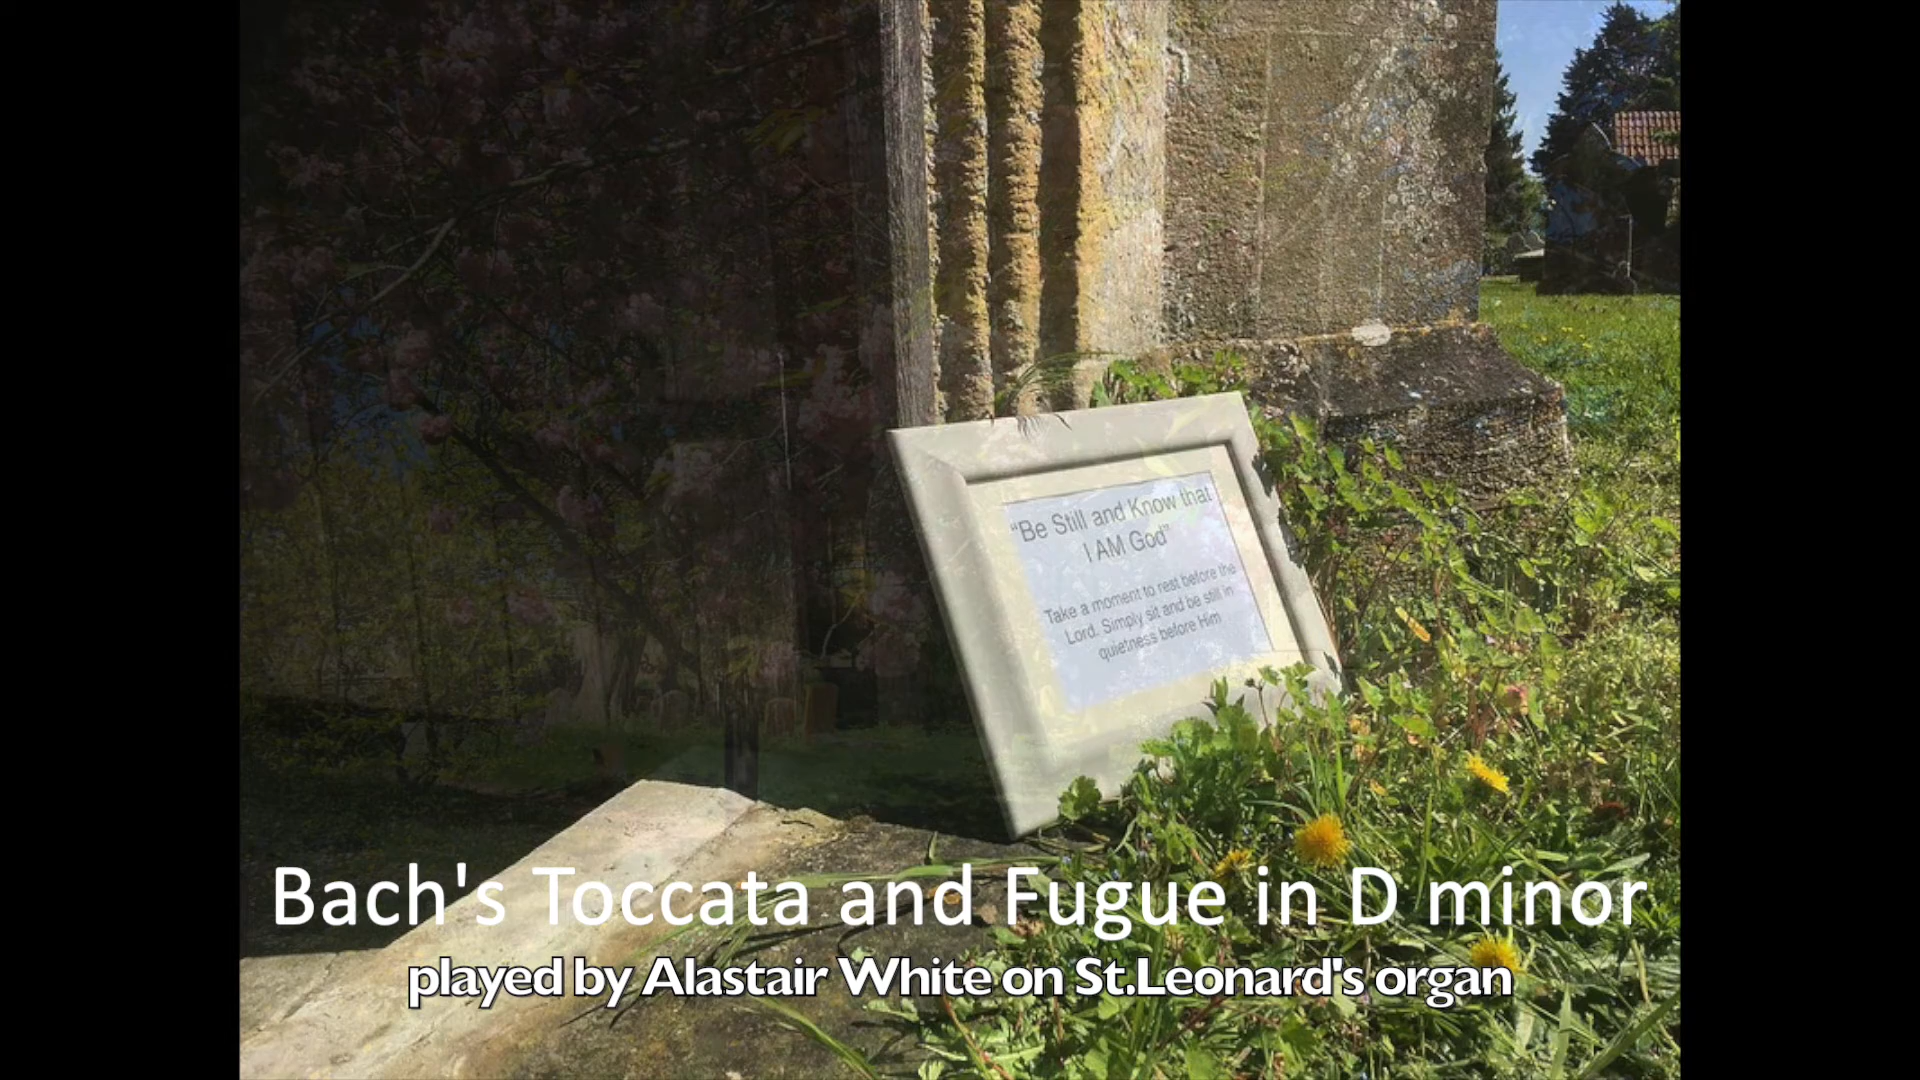 “Be Still and Know that
I AM God”
Take a moment to rest before the
Lord. Simply sit and be still in
quietness before Him
Bach's Toccata and Fugue in D minor
played by Alastair White on St.Leonard's organ